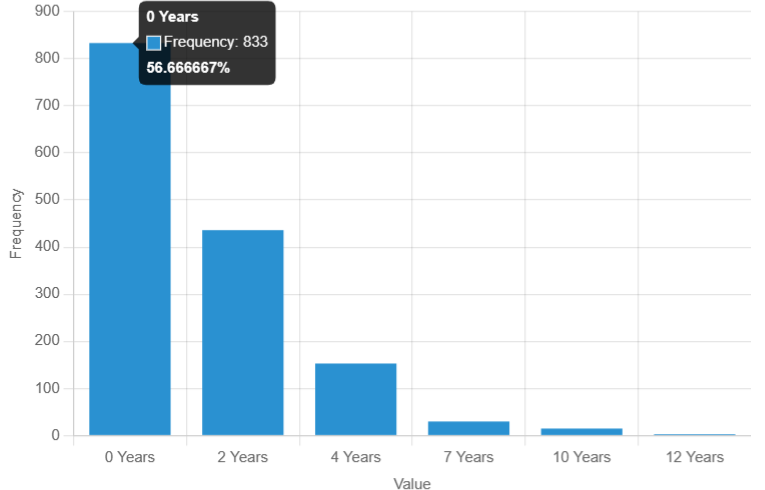 900
800
700
600
500
400
300
200
100
0
Frequency
0 Years
Frequency: 833
56.666667%
0 Years
2 Years
4 Years
7 Years
10 Years
12 Years
Value